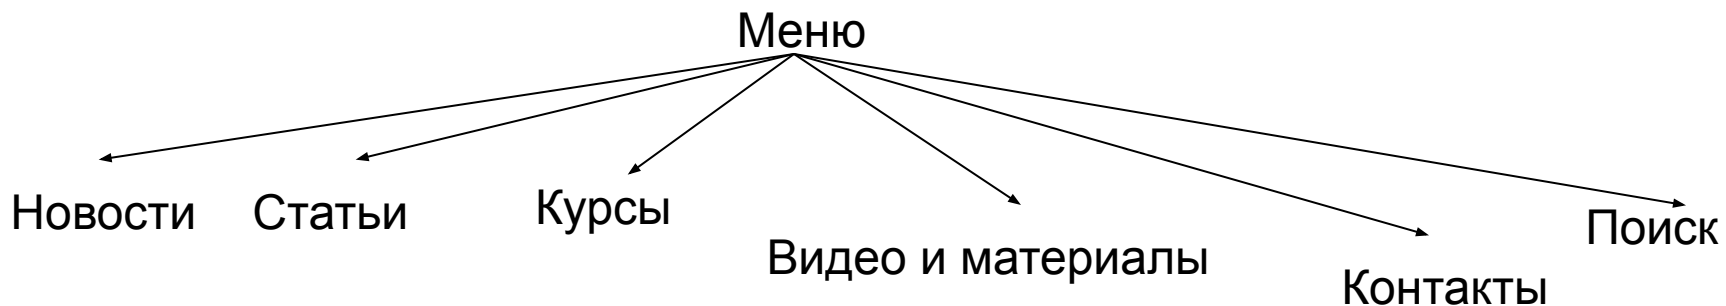 Меню
Новости
Статьи
Курсы
Видео и материалы
Контакты
Поиск